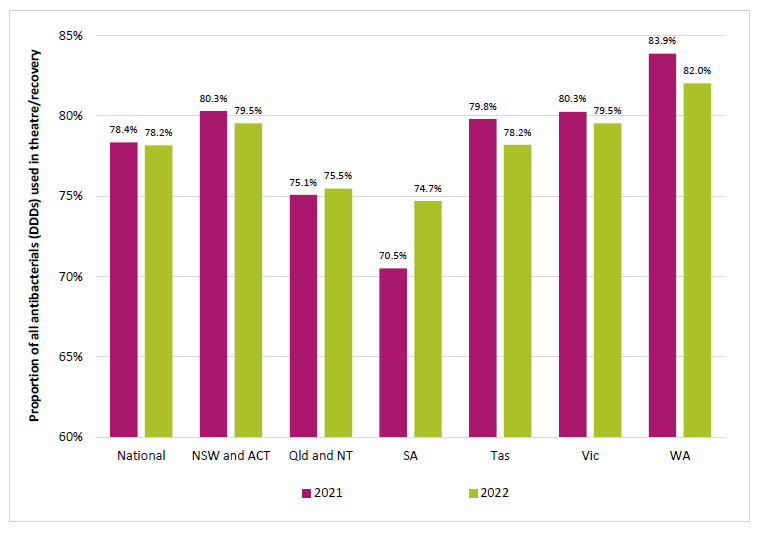 Proportion of all antibacterials (DDDs) used in theatre/recovery
85%
80%
75%
70%
65%
60%
78.4%
78.2%
80.3%
79.5%
75.1%
75.5%
70.5%
74.7%
79.8%
78.2%
80.3%
79.5%
83.9%
82.0%
National
NSW and ACT
Qld and NT
SA
Tas
Vic
WA
2021
2022